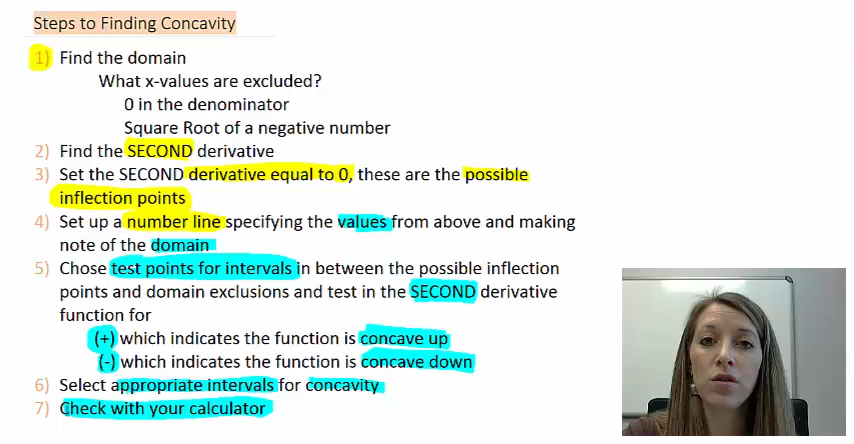 Steps to Finding Concavity
1) Find the domain
What x-values are excluded?
0 in the denominator
Square Root of a negative number
2) Find the SECOND derivative
3) Set the SECOND derivative equal to 0, these are the possible
inflection points
4) Set up a number line specifying the values from above and making
note of the domain
5) Chose test points for intervals in between the possible inflection
points and domain exclusions and test in the SECOND derivative
function for
(+) which indicates the function is concave up
(-) which indicates the function is concave down
6) Select appropriate intervals for concavity
7) Check with your calculator